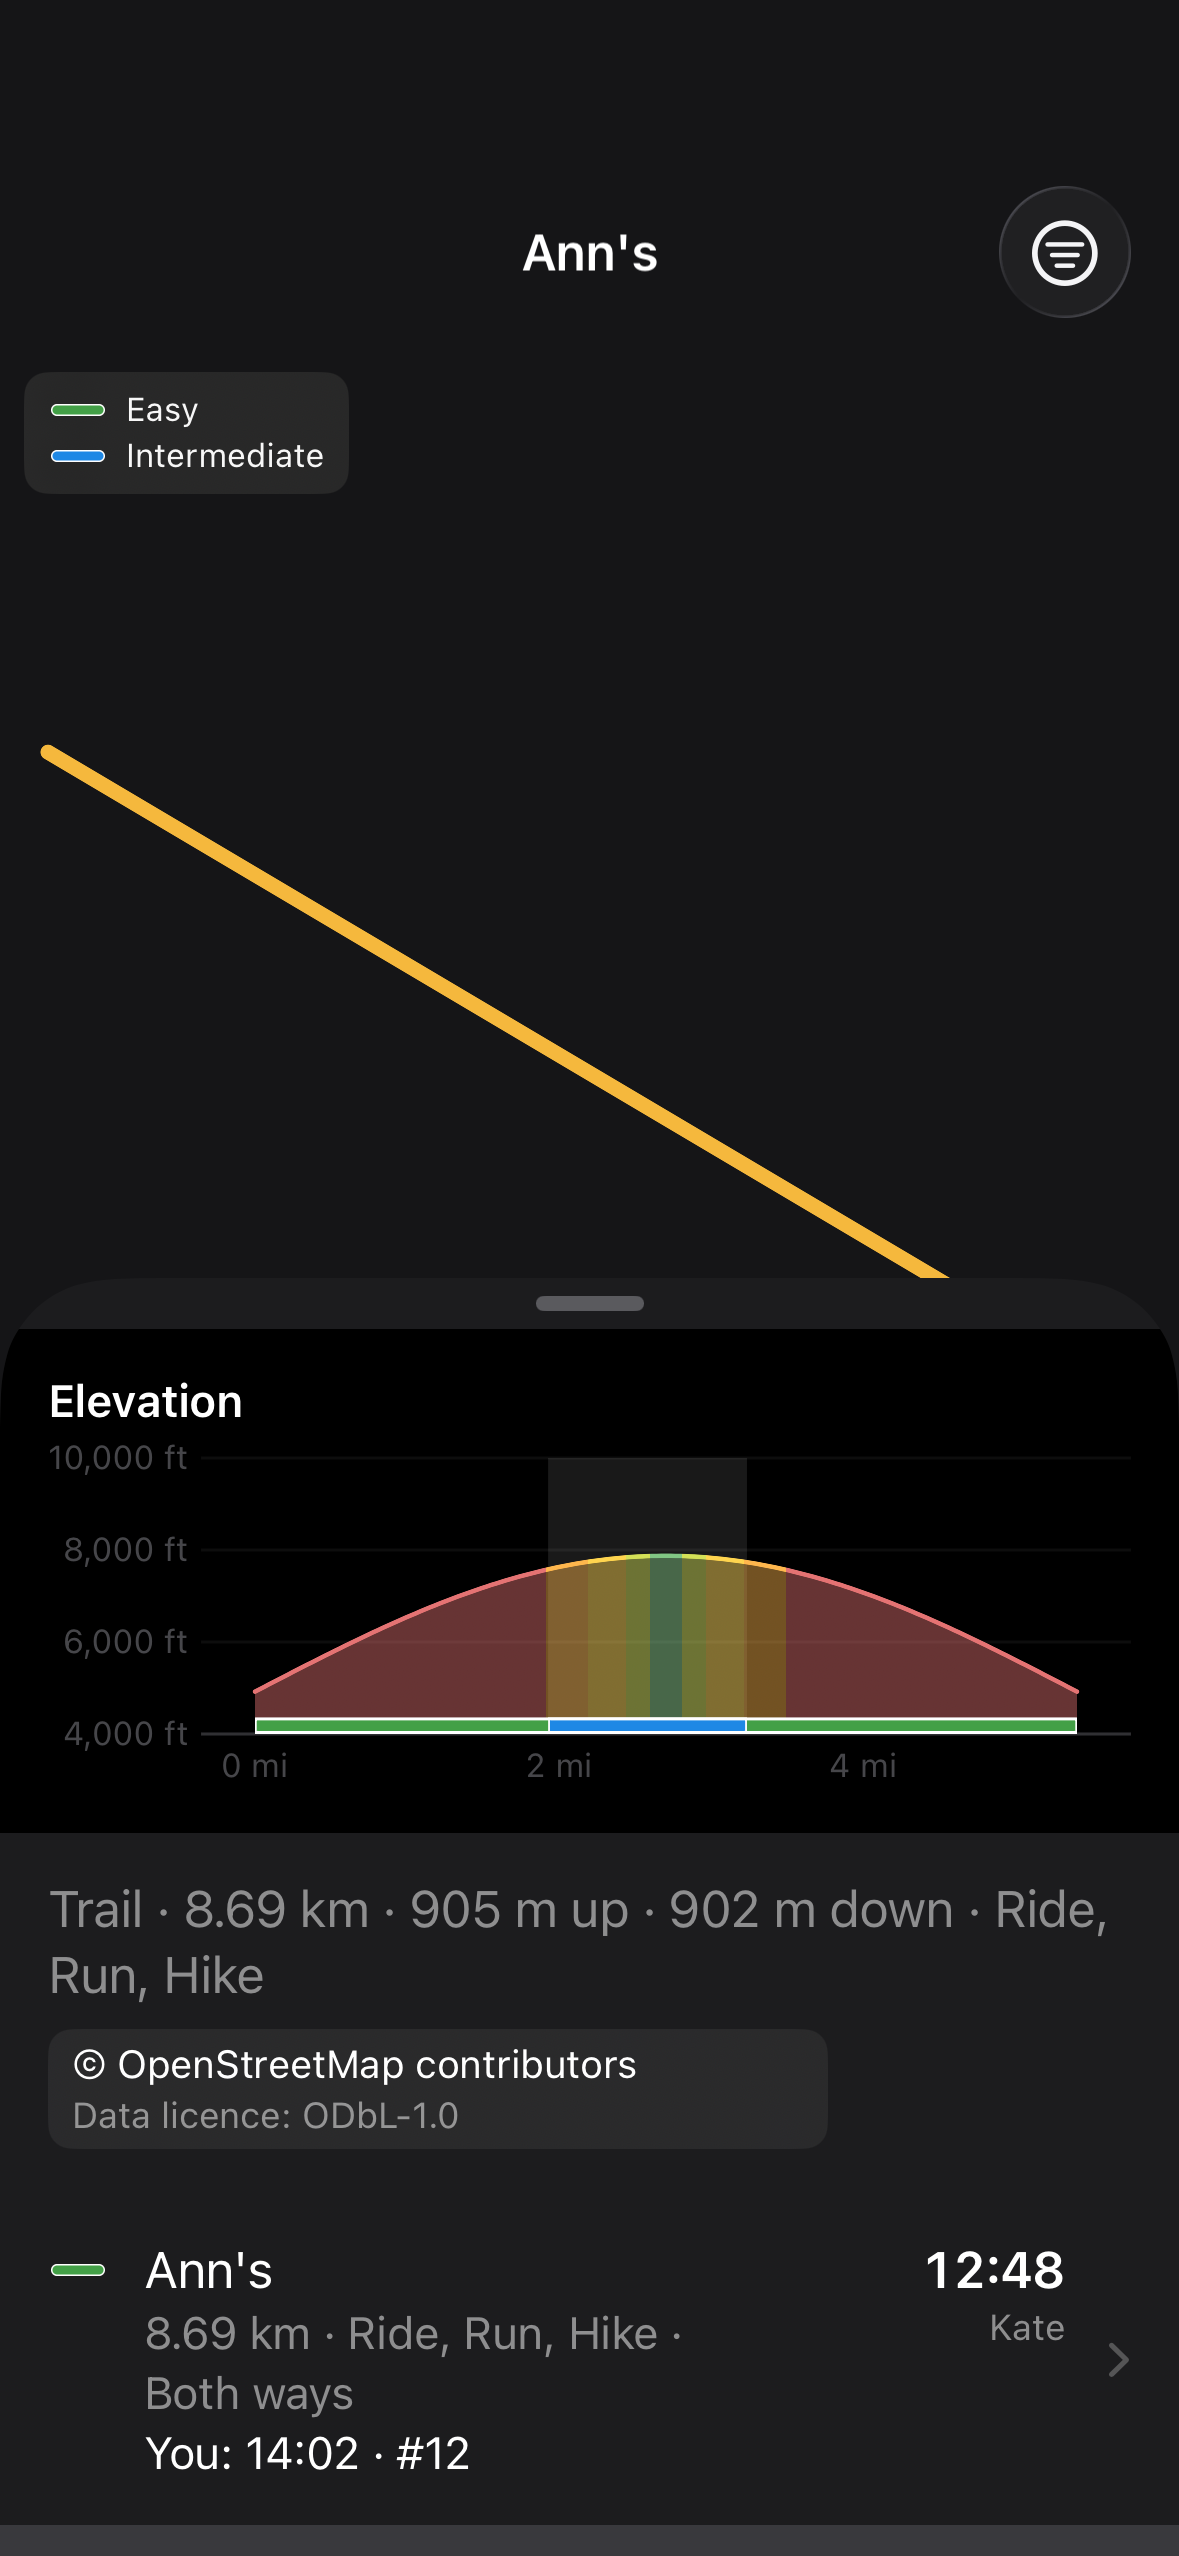 Ann's
Easy
Intermediate
Elevation
10,000 ft
8,000 ft
6,000 ft
4,000 ft
0 mi
2 mi
4 mi
Trail · 8.69 km · 905 m up · 902 m down · Ride,
Run, Hike
© OpenStreetMap contributors
Data licence: ODbL-1.0
Ann's
12:48
8.69 km · Ride, Run, Hike ·
Kate
Both ways
You: 14:02 · #12